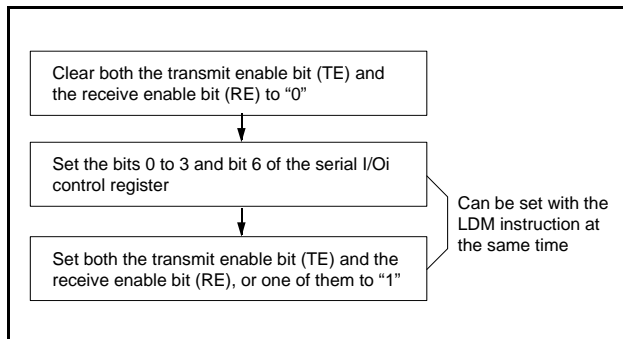 Clear both the transmit enable bit (TE) and
the receive enable bit (RE) to “0”
Set the bits 0 to 3 and bit 6 of the serial I/Oi
control register
Set both the transmit enable bit (TE) and the
receive enable bit (RE), or one of them to “1”
Can be set with the
LDM instruction at
the same time